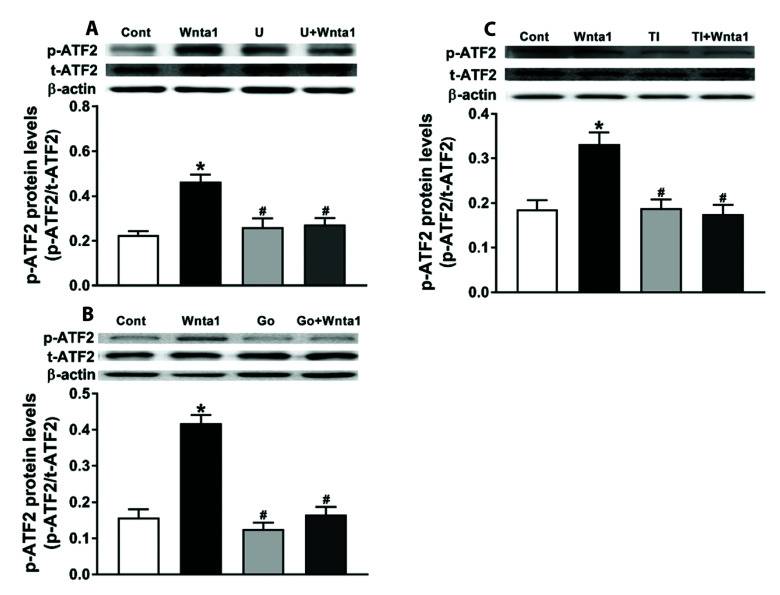 A
Cont Wnta1 U U+Wnta1
p-ATF2
t-ATF2
β-actin
p-ATF2 protein levels
(p-ATF2/t-ATF2)
0.8
0.6
0.4
0.2
0.0
*
#
#
B
Cont Wnta1 Go Go+Wnta1
p-ATF2
t-ATF2
β-actin
p-ATF2 protein levels
(p-ATF2/t-ATF2)
0.5
0.4
0.3
0.2
0.1
0.0
*
#
#
C
Cont Wnta1 TI TI+Wnta1
p-ATF2
t-ATF2
β-actin
p-ATF2 protein levels
(p-ATF2/t-ATF2)
0.4
0.3
0.2
0.1
0.0
*
#
#